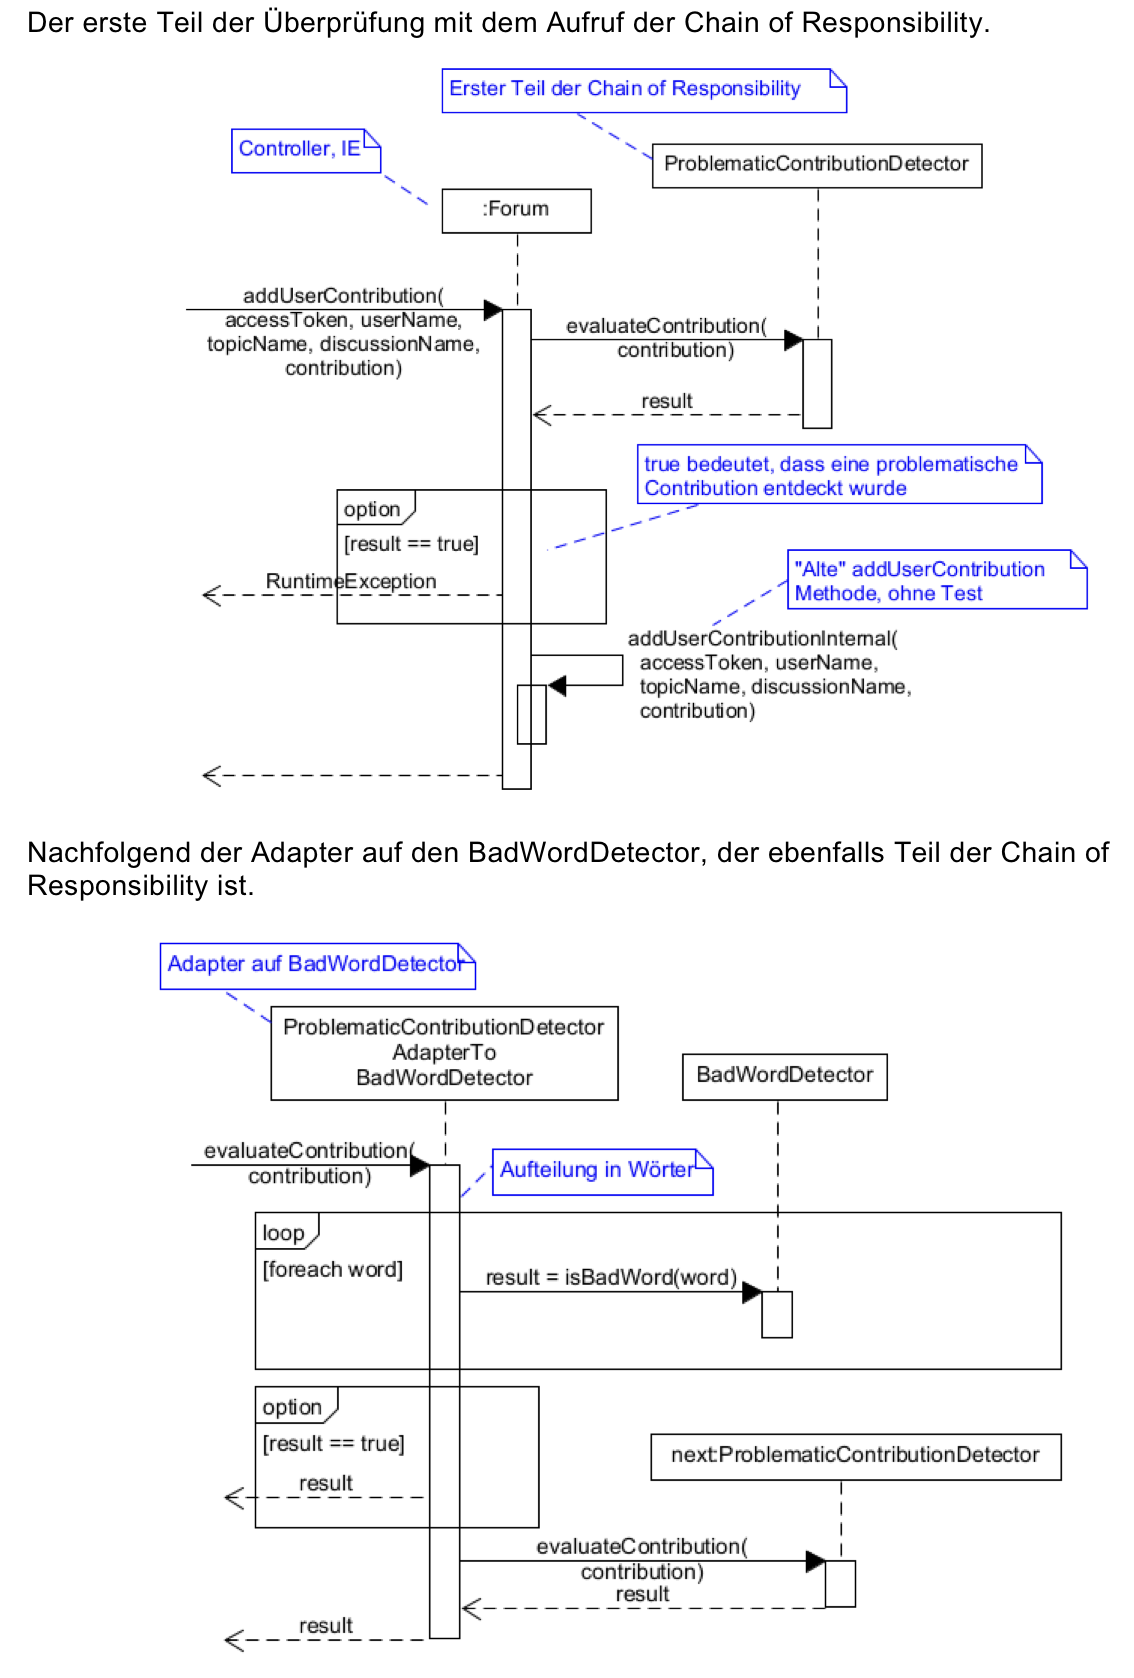 Der erste Teil der Überprüfung mit dem Aufruf der Chain of Responsibility.
Erster Teil der Chain of Responsibility
Controller, IE
ProblematicContributionDetector
:Forum
addUserContribution(
accessToken, userName,
topicName, discussionName,
contribution)
evaluateContribution(
contribution)
result
true bedeutet, dass eine problematische
Contribution entdeckt wurde
option
[result == true]
RuntimeException
"Alte" addUserContribution
Methode, ohne Test
addUserContributionInternal(
accessToken, userName,
topicName, discussionName,
contribution)
Nachfolgend der Adapter auf den BadWordDetector, der ebenfalls Teil der Chain of
Responsibility ist.
Adapter auf BadWordDetector
ProblematicContributionDetector
AdapterTo
BadWordDetector
BadWordDetector
evaluateContribution(
contribution)
Aufteilung in Wörter
loop
[foreach word]
result = isBadWord(word)
option
[result == true]
result
next:ProblematicContributionDetector
evaluateContribution(
contribution)
result
result